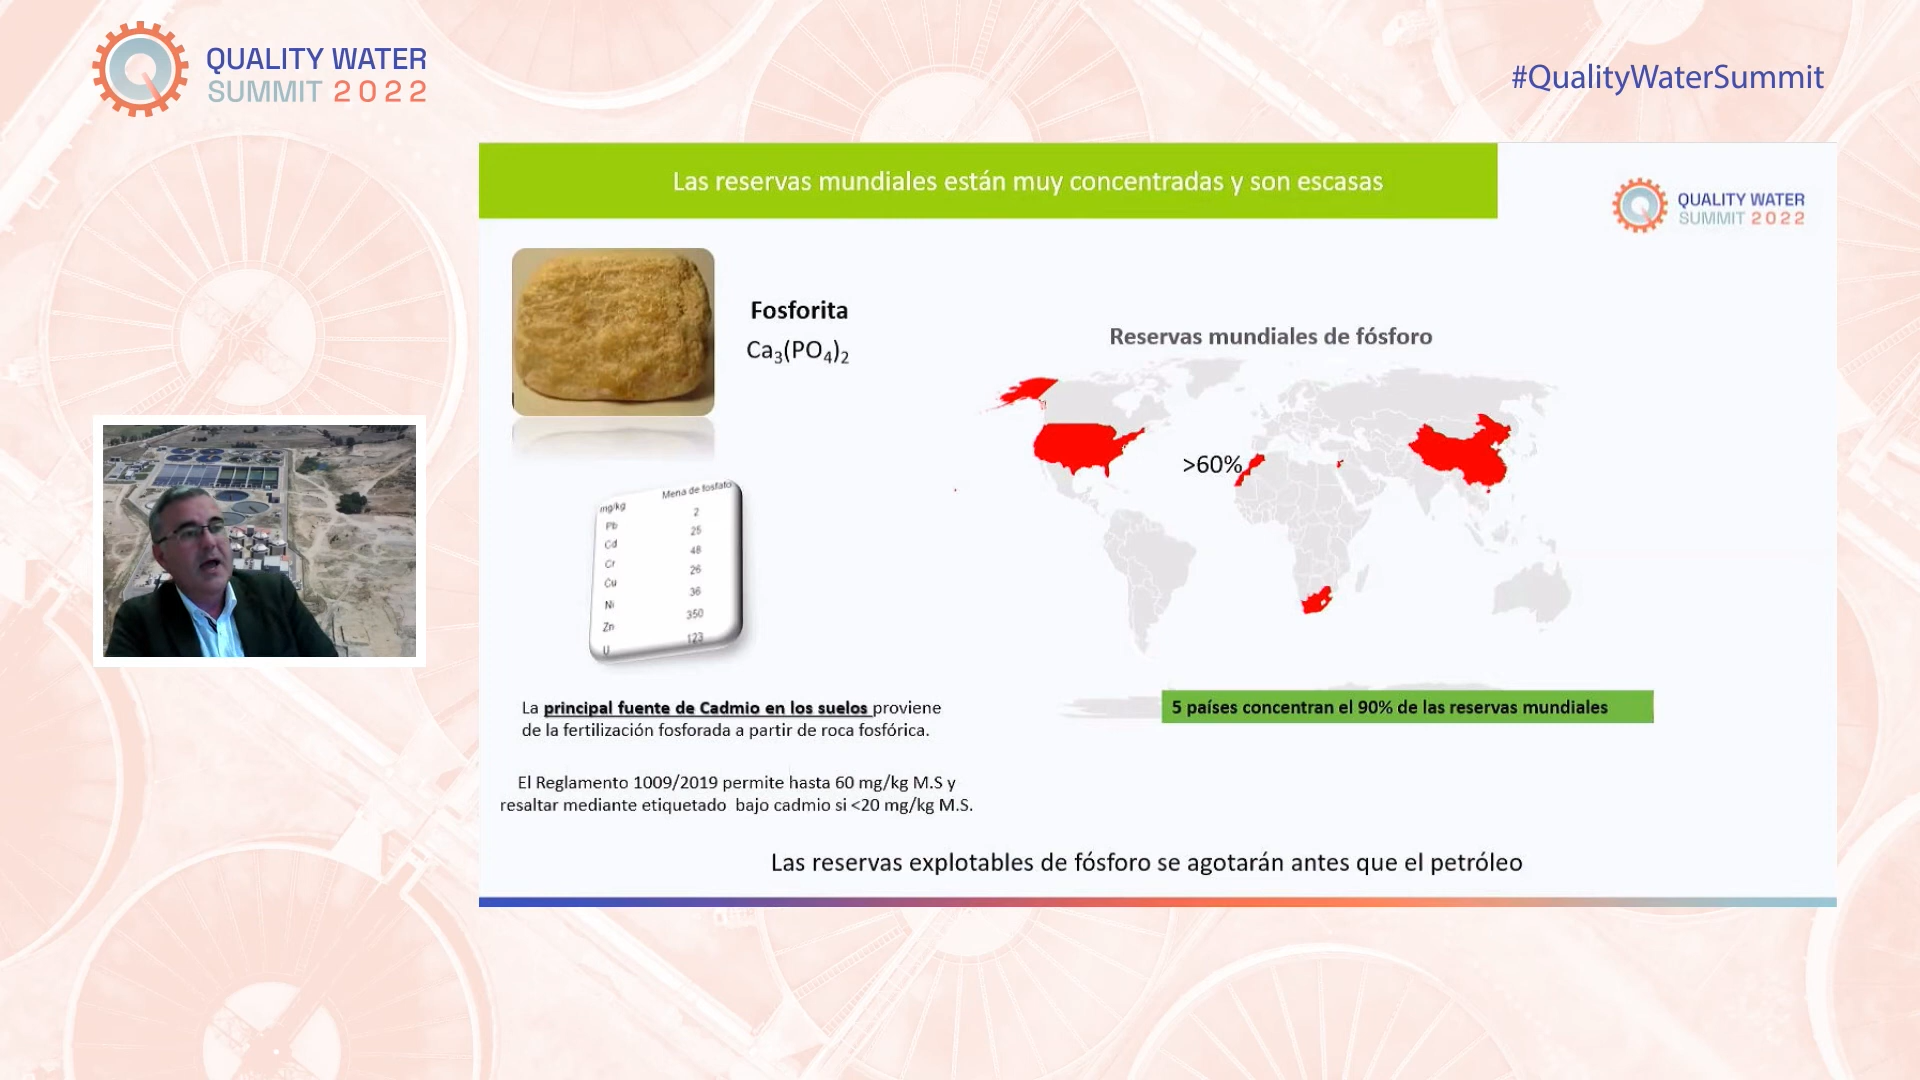 QUALITY WATER
SUMMIT 2022
#QualityWaterSummit
Las reservas mundiales están muy concentradas y son escasas
QUALITY WATER
SUMMIT 2022
Fosforita
Ca₃(PO₄)₂
mg/kg Mena de fosfato
Pb 2
Cd 25
Cr 48
Cu 26
Ni 36
Zn 350
U 123
La principal fuente de Cadmio en los suelos proviene
de la fertilización fosforada a partir de roca fosfórica.
El Reglamento 1009/2019 permite hasta 60 mg/kg M.S y
resaltar mediante etiquetado bajo cadmio si <20 mg/kg M.S.
Reservas mundiales de fósforo
>60%
5 países concentran el 90% de las reservas mundiales
Las reservas explotables de fósforo se agotarán antes que el petróleo